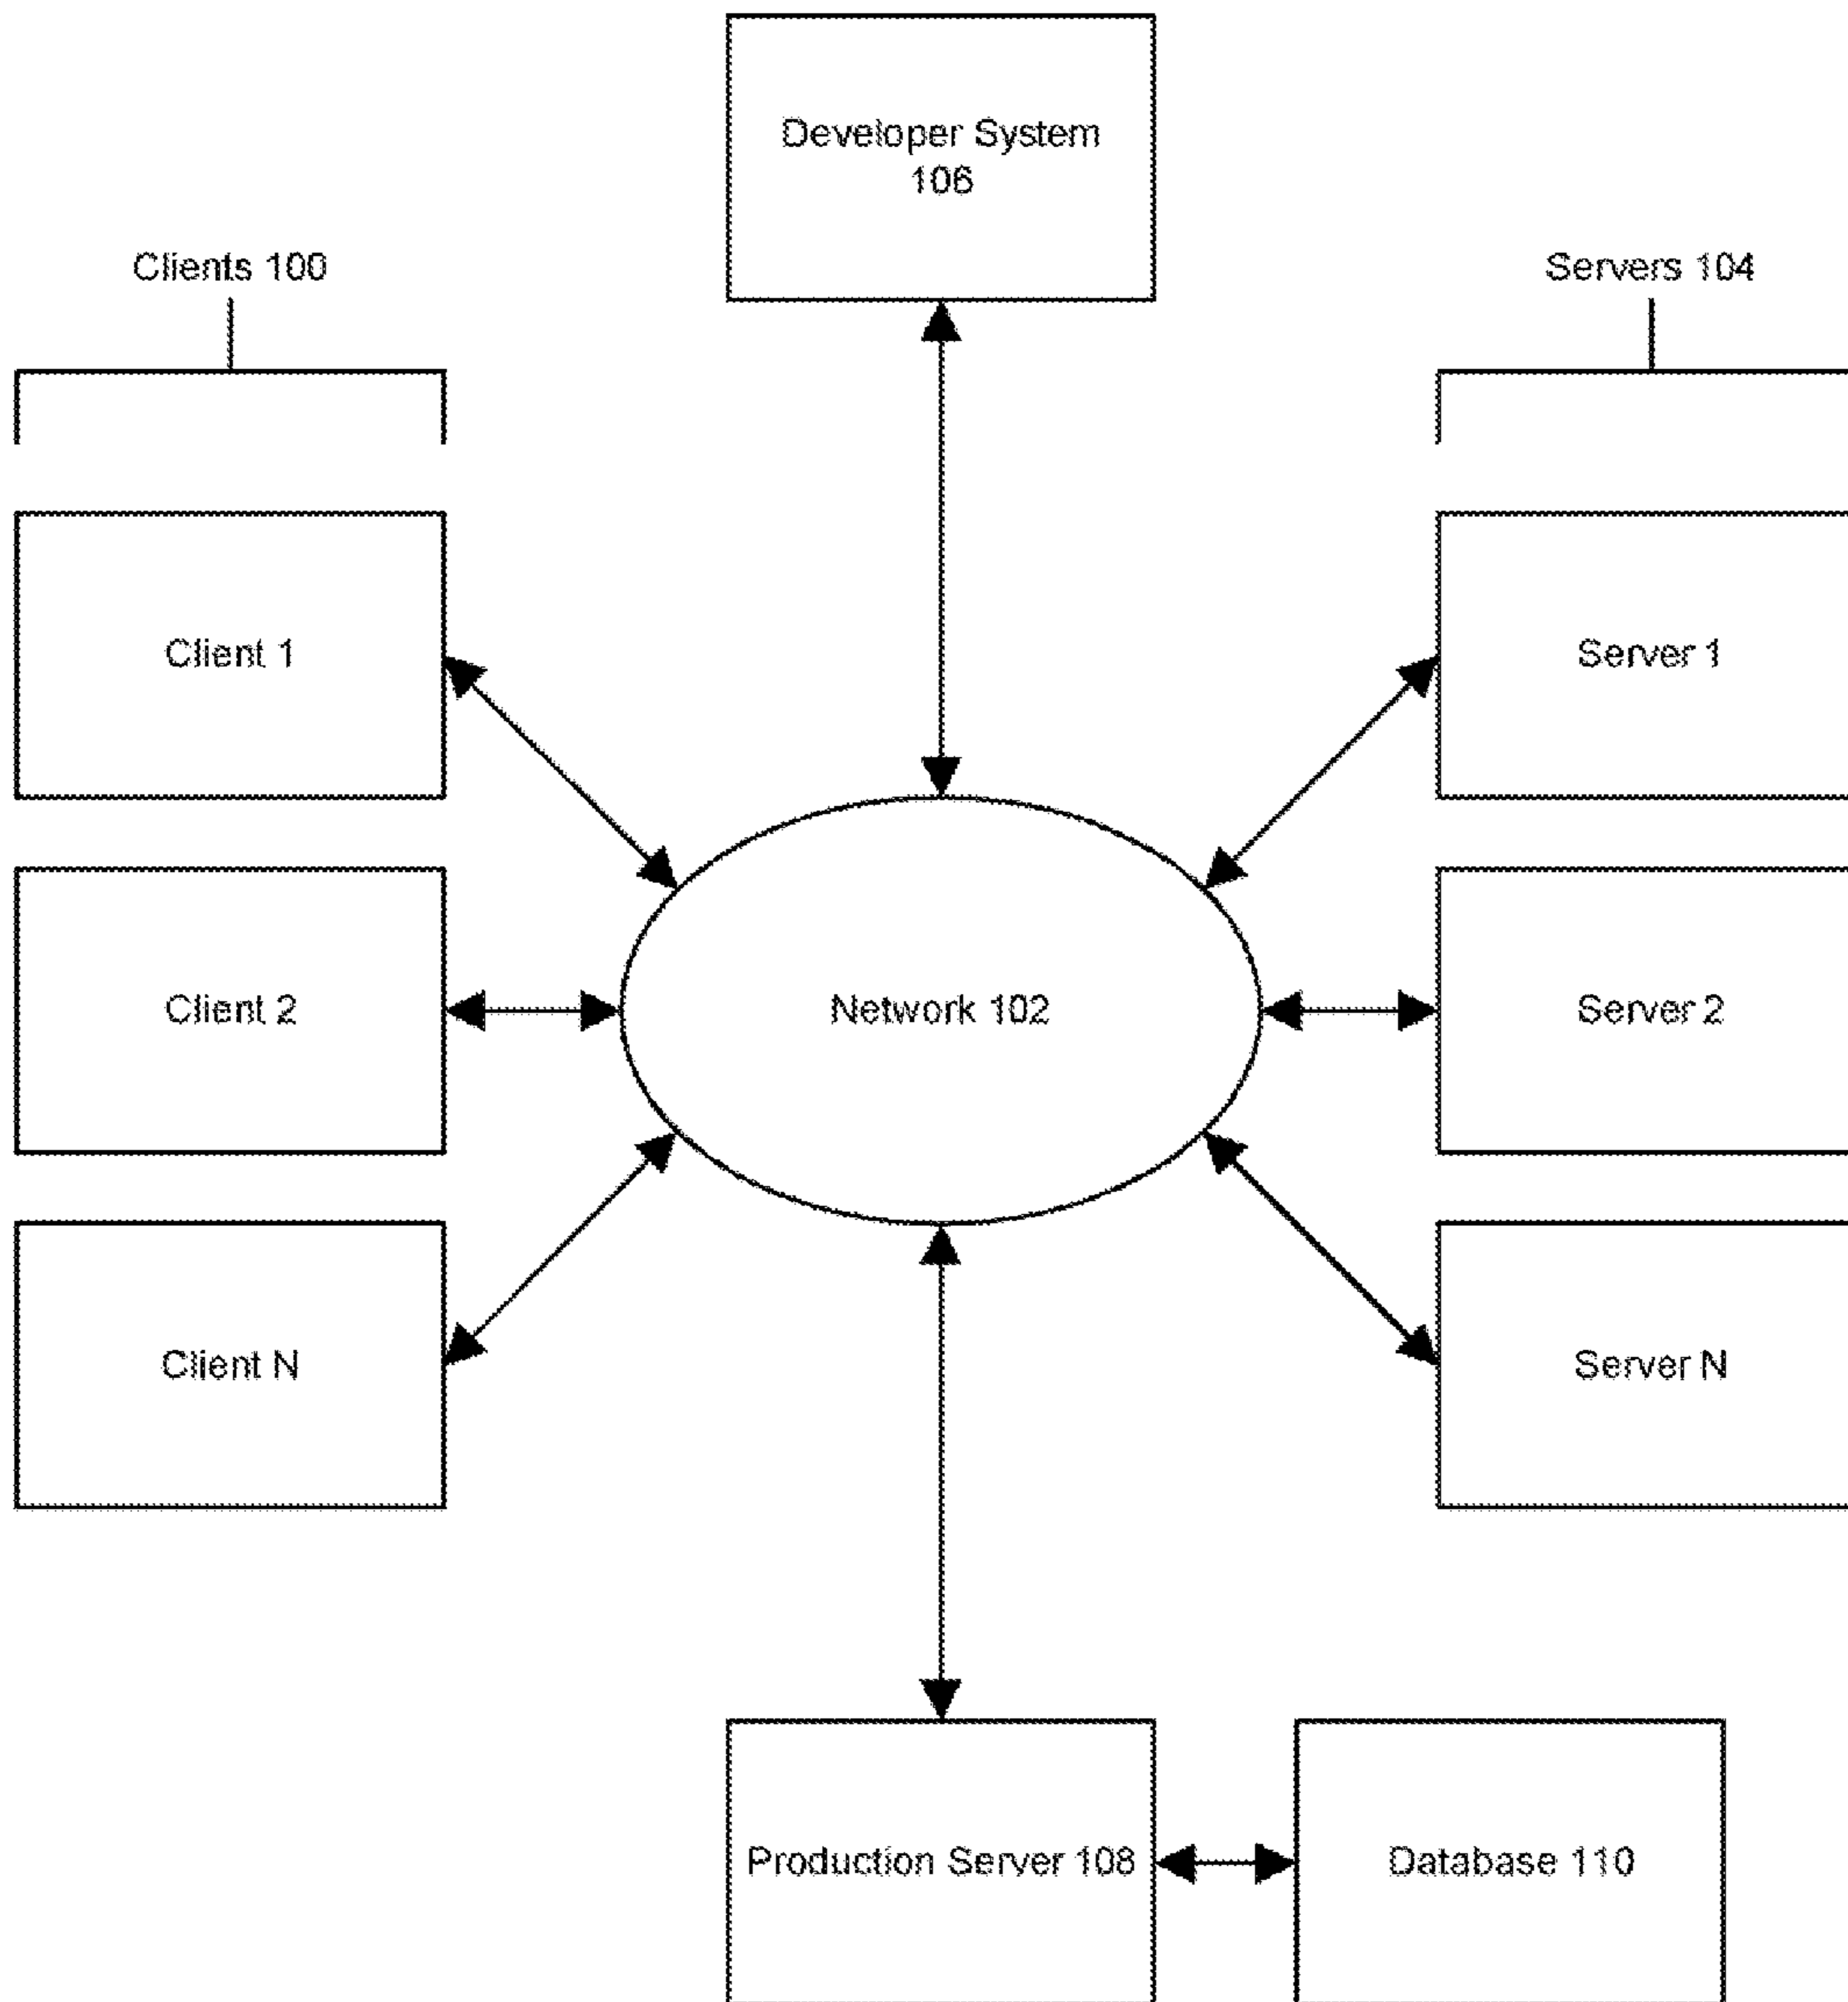 Developer System
106
Clients 100
Servers 104
Client 1
Server 1
Client 2
Network 102
Server 2
Client N
Server N
Production Server 108
Database 110